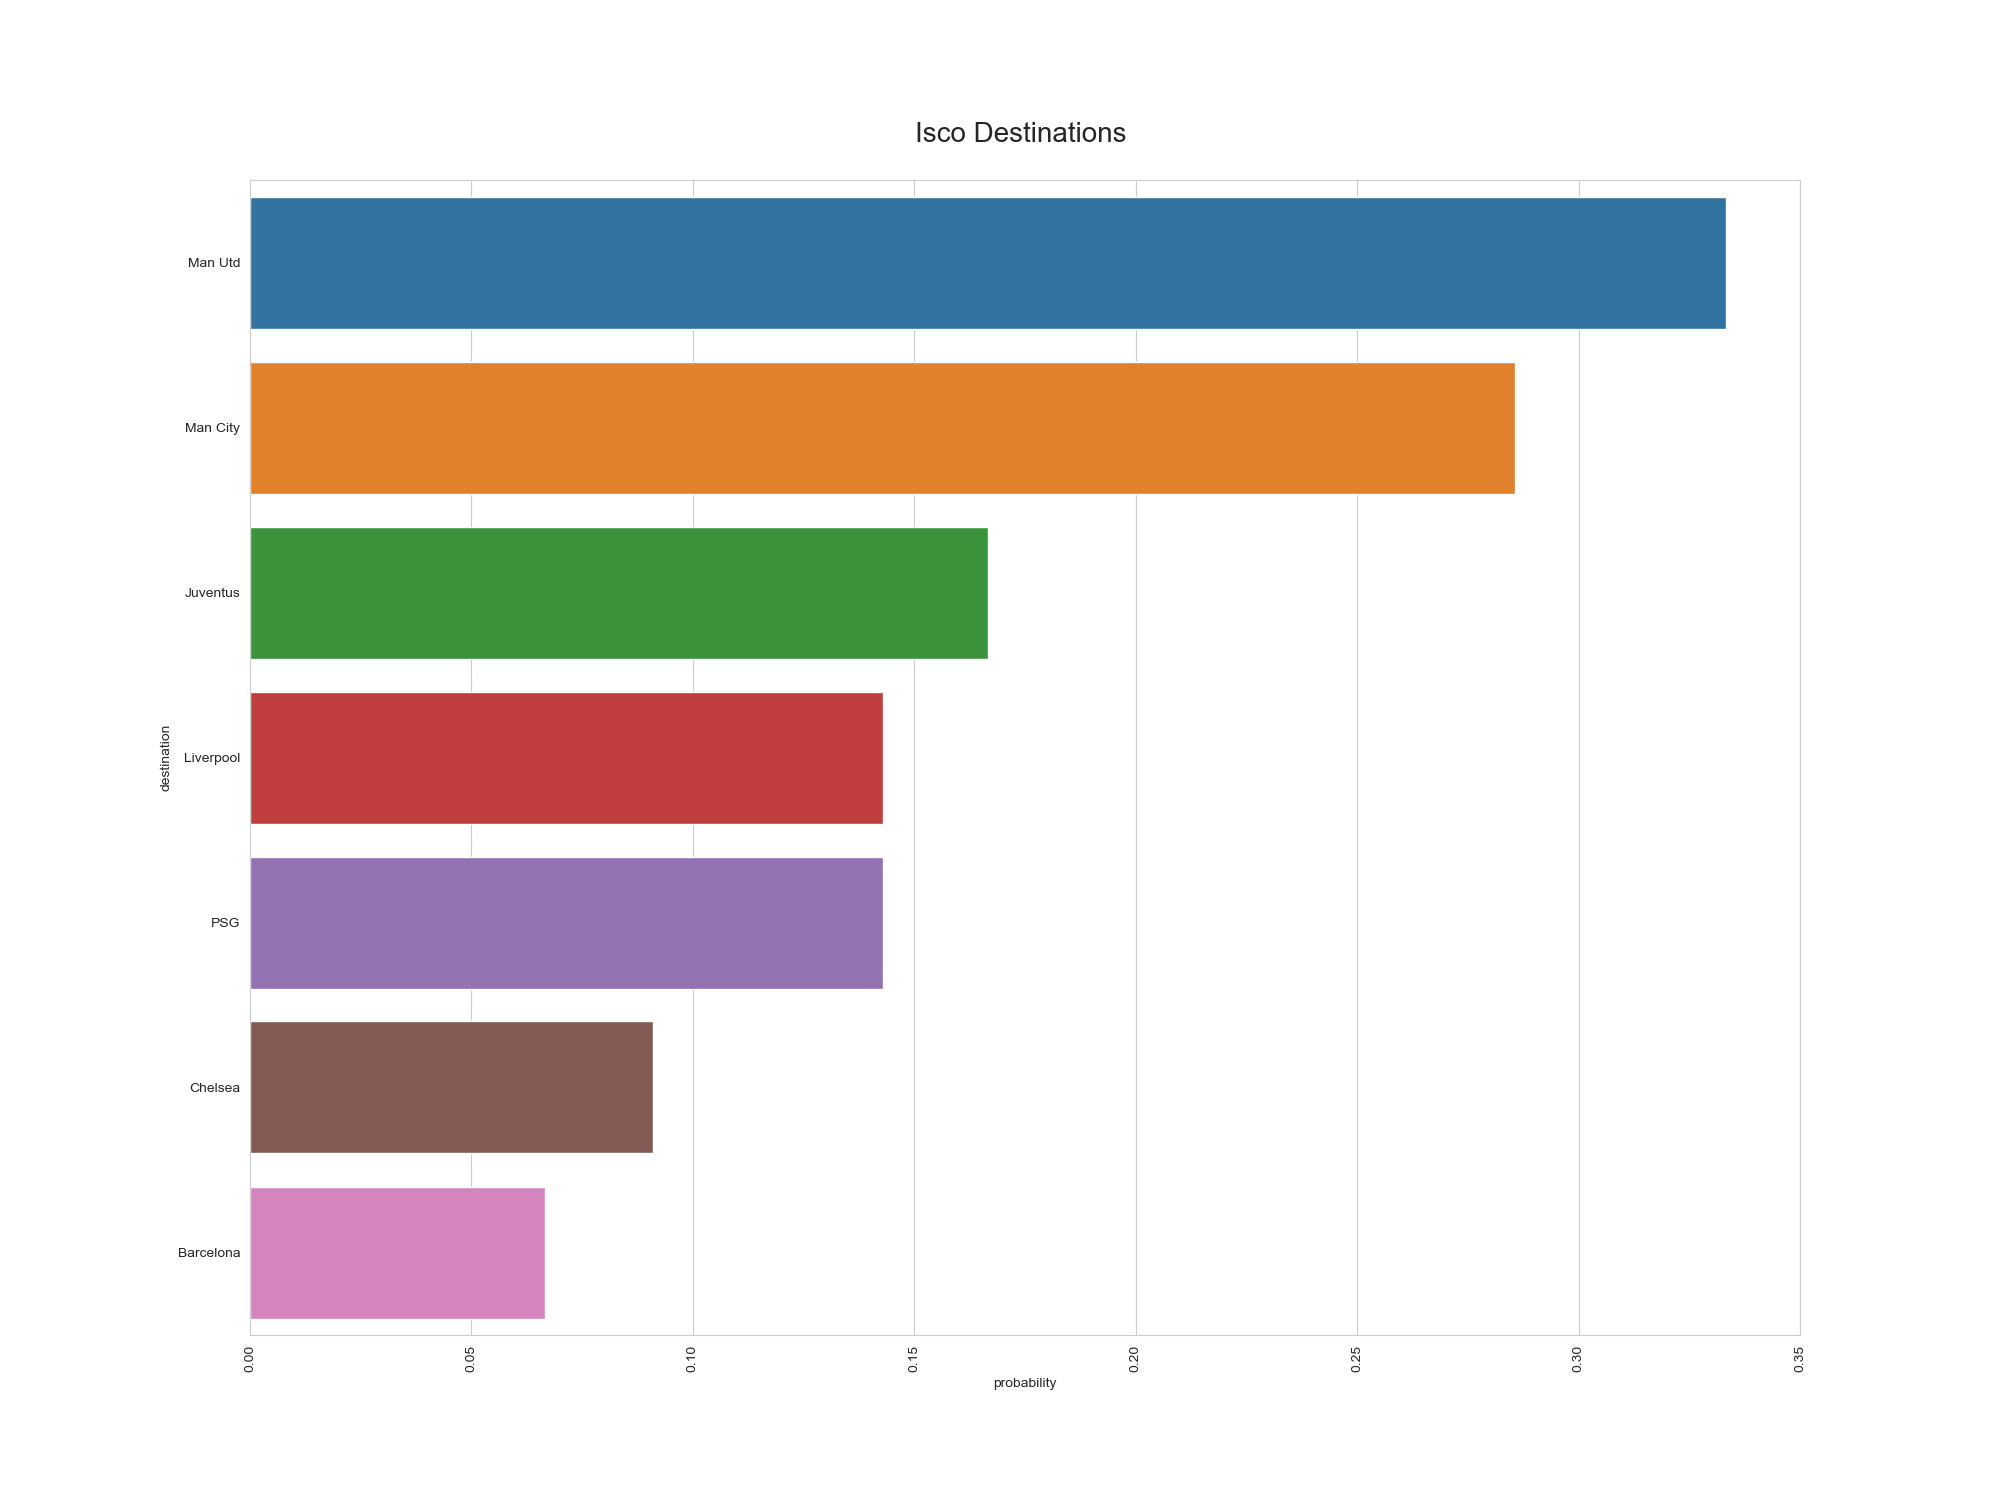 Isco Destinations
destination
Man Utd
Man City
Juventus
Liverpool
PSG
Chelsea
Barcelona
0.00
0.05
0.10
0.15
0.20
0.25
0.30
0.35
probability